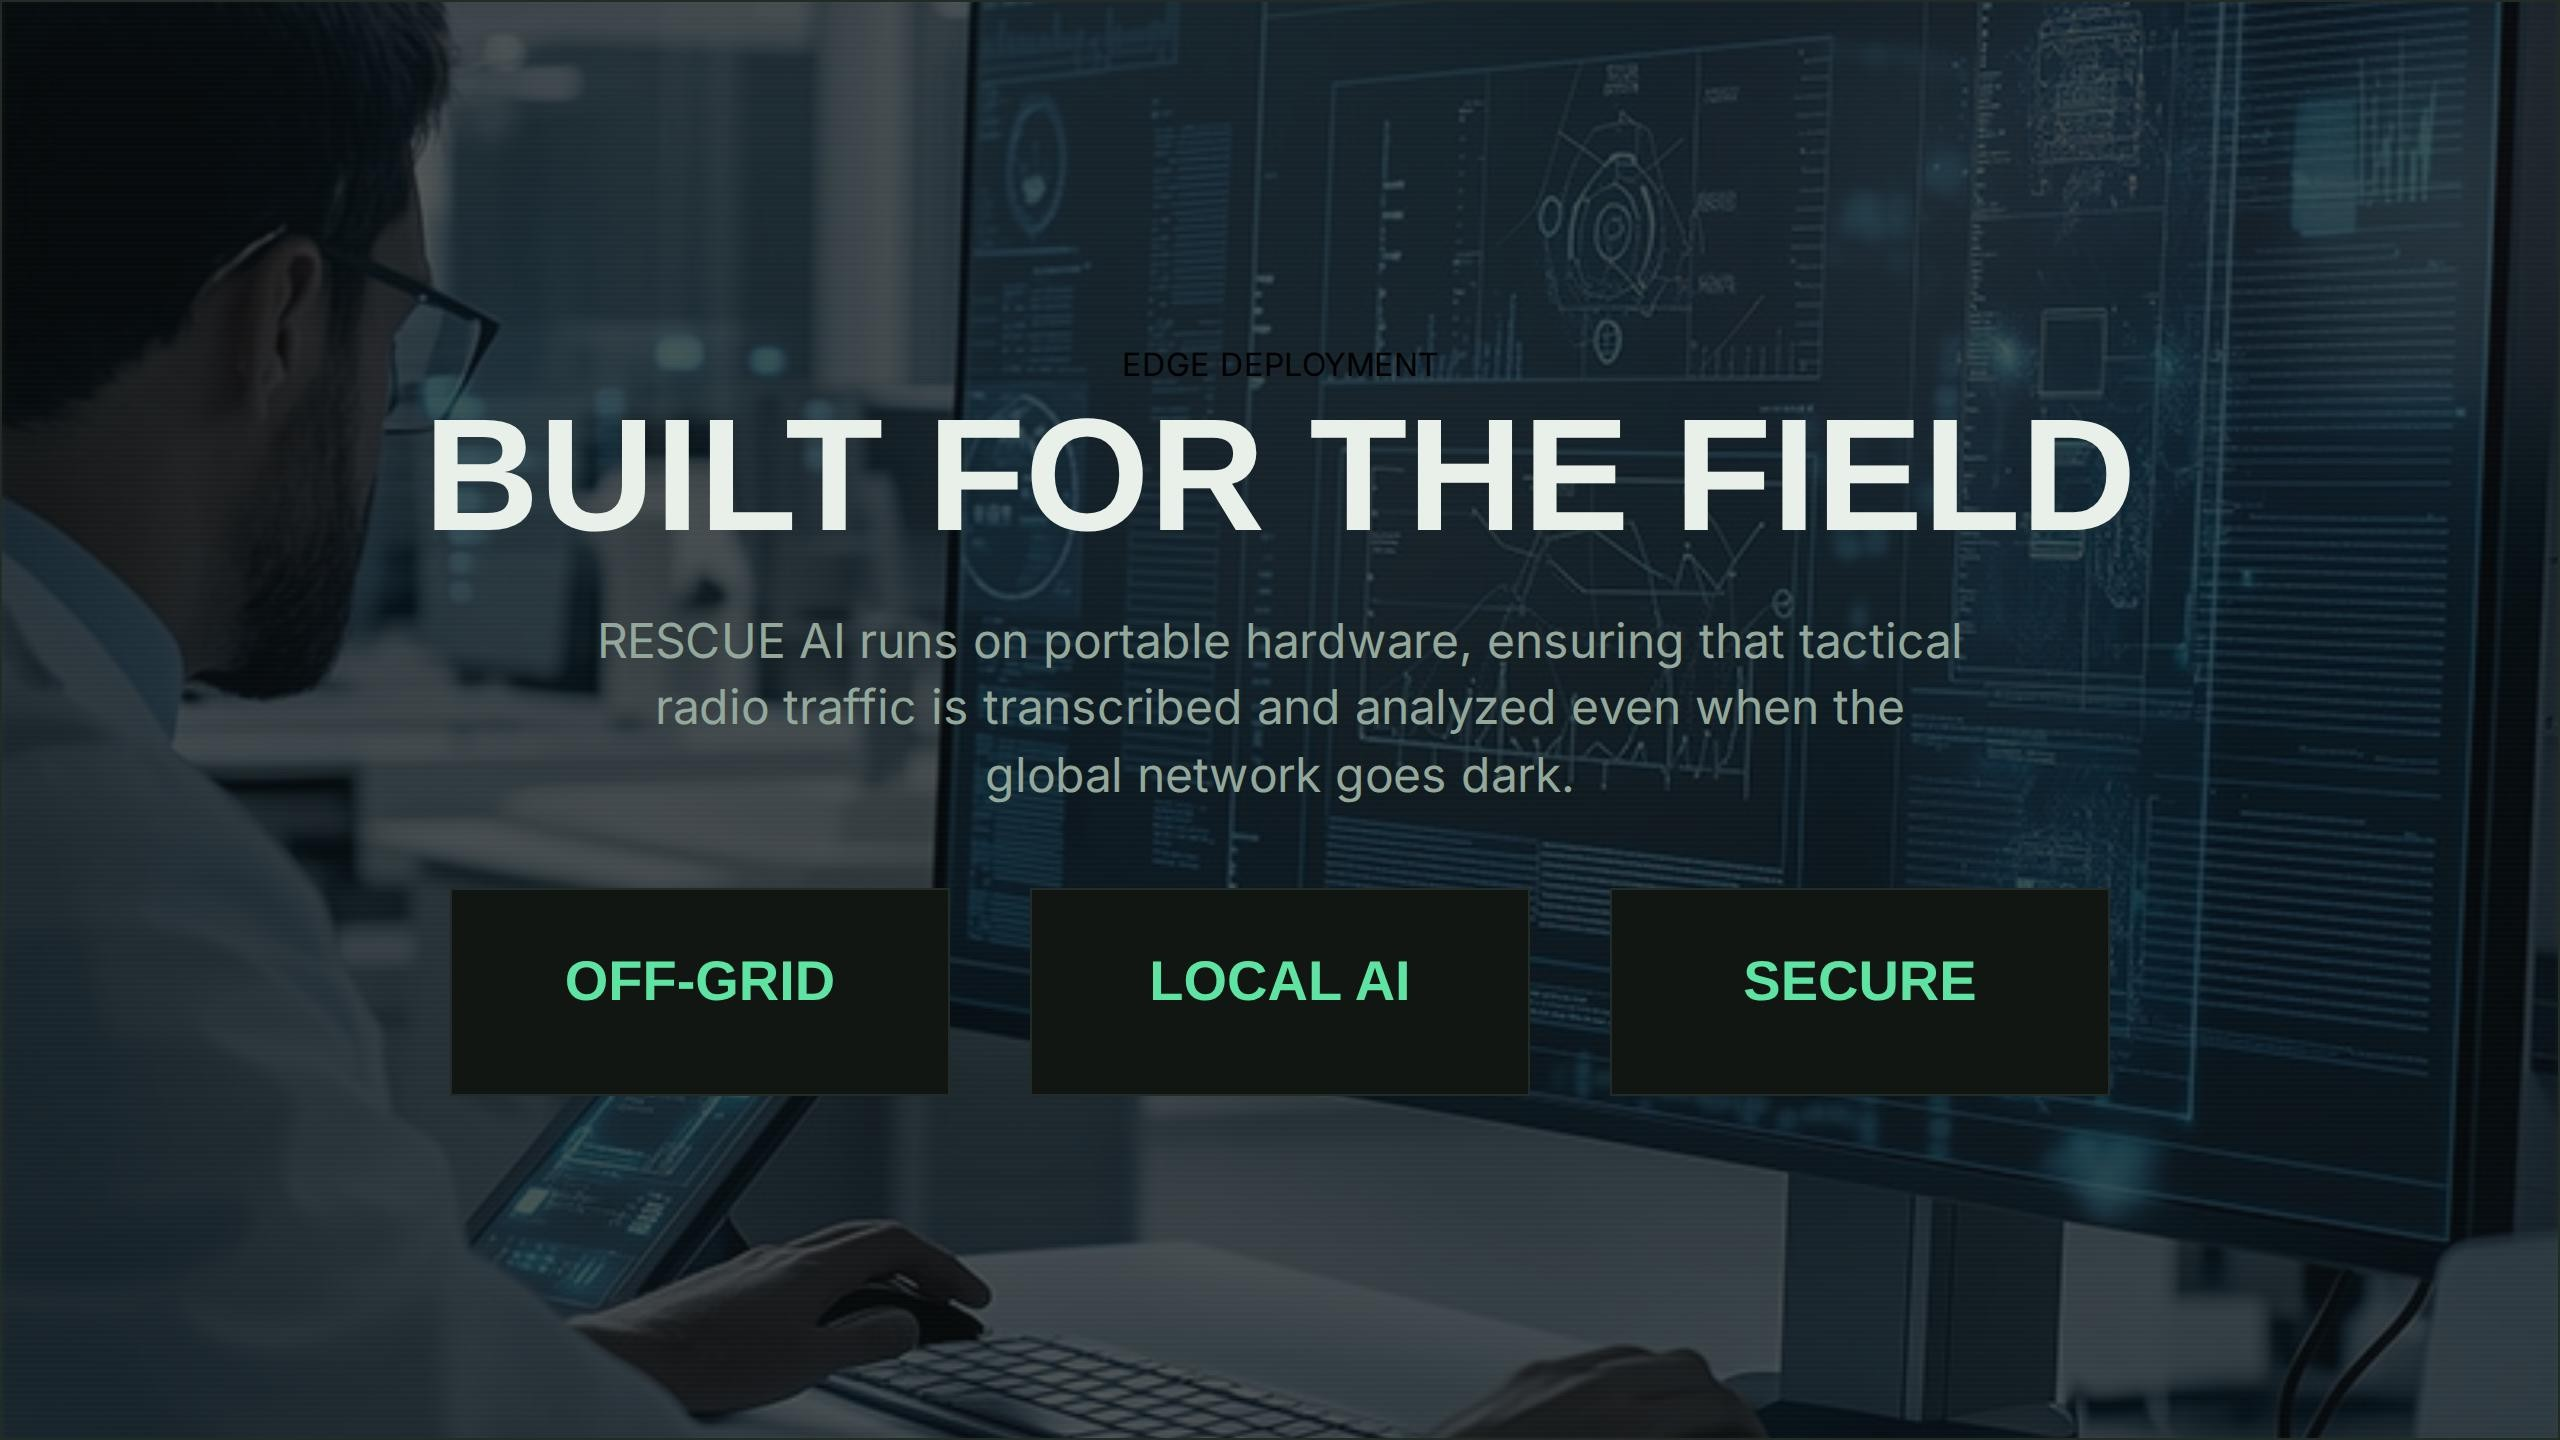 EDGE DEPLOYMENT
BUILT FOR THE FIELD
RESCUE AI runs on portable hardware, ensuring that tactical
radio traffic is transcribed and analyzed even when the
global network goes dark.
OFF-GRID
LOCAL AI
SECURE